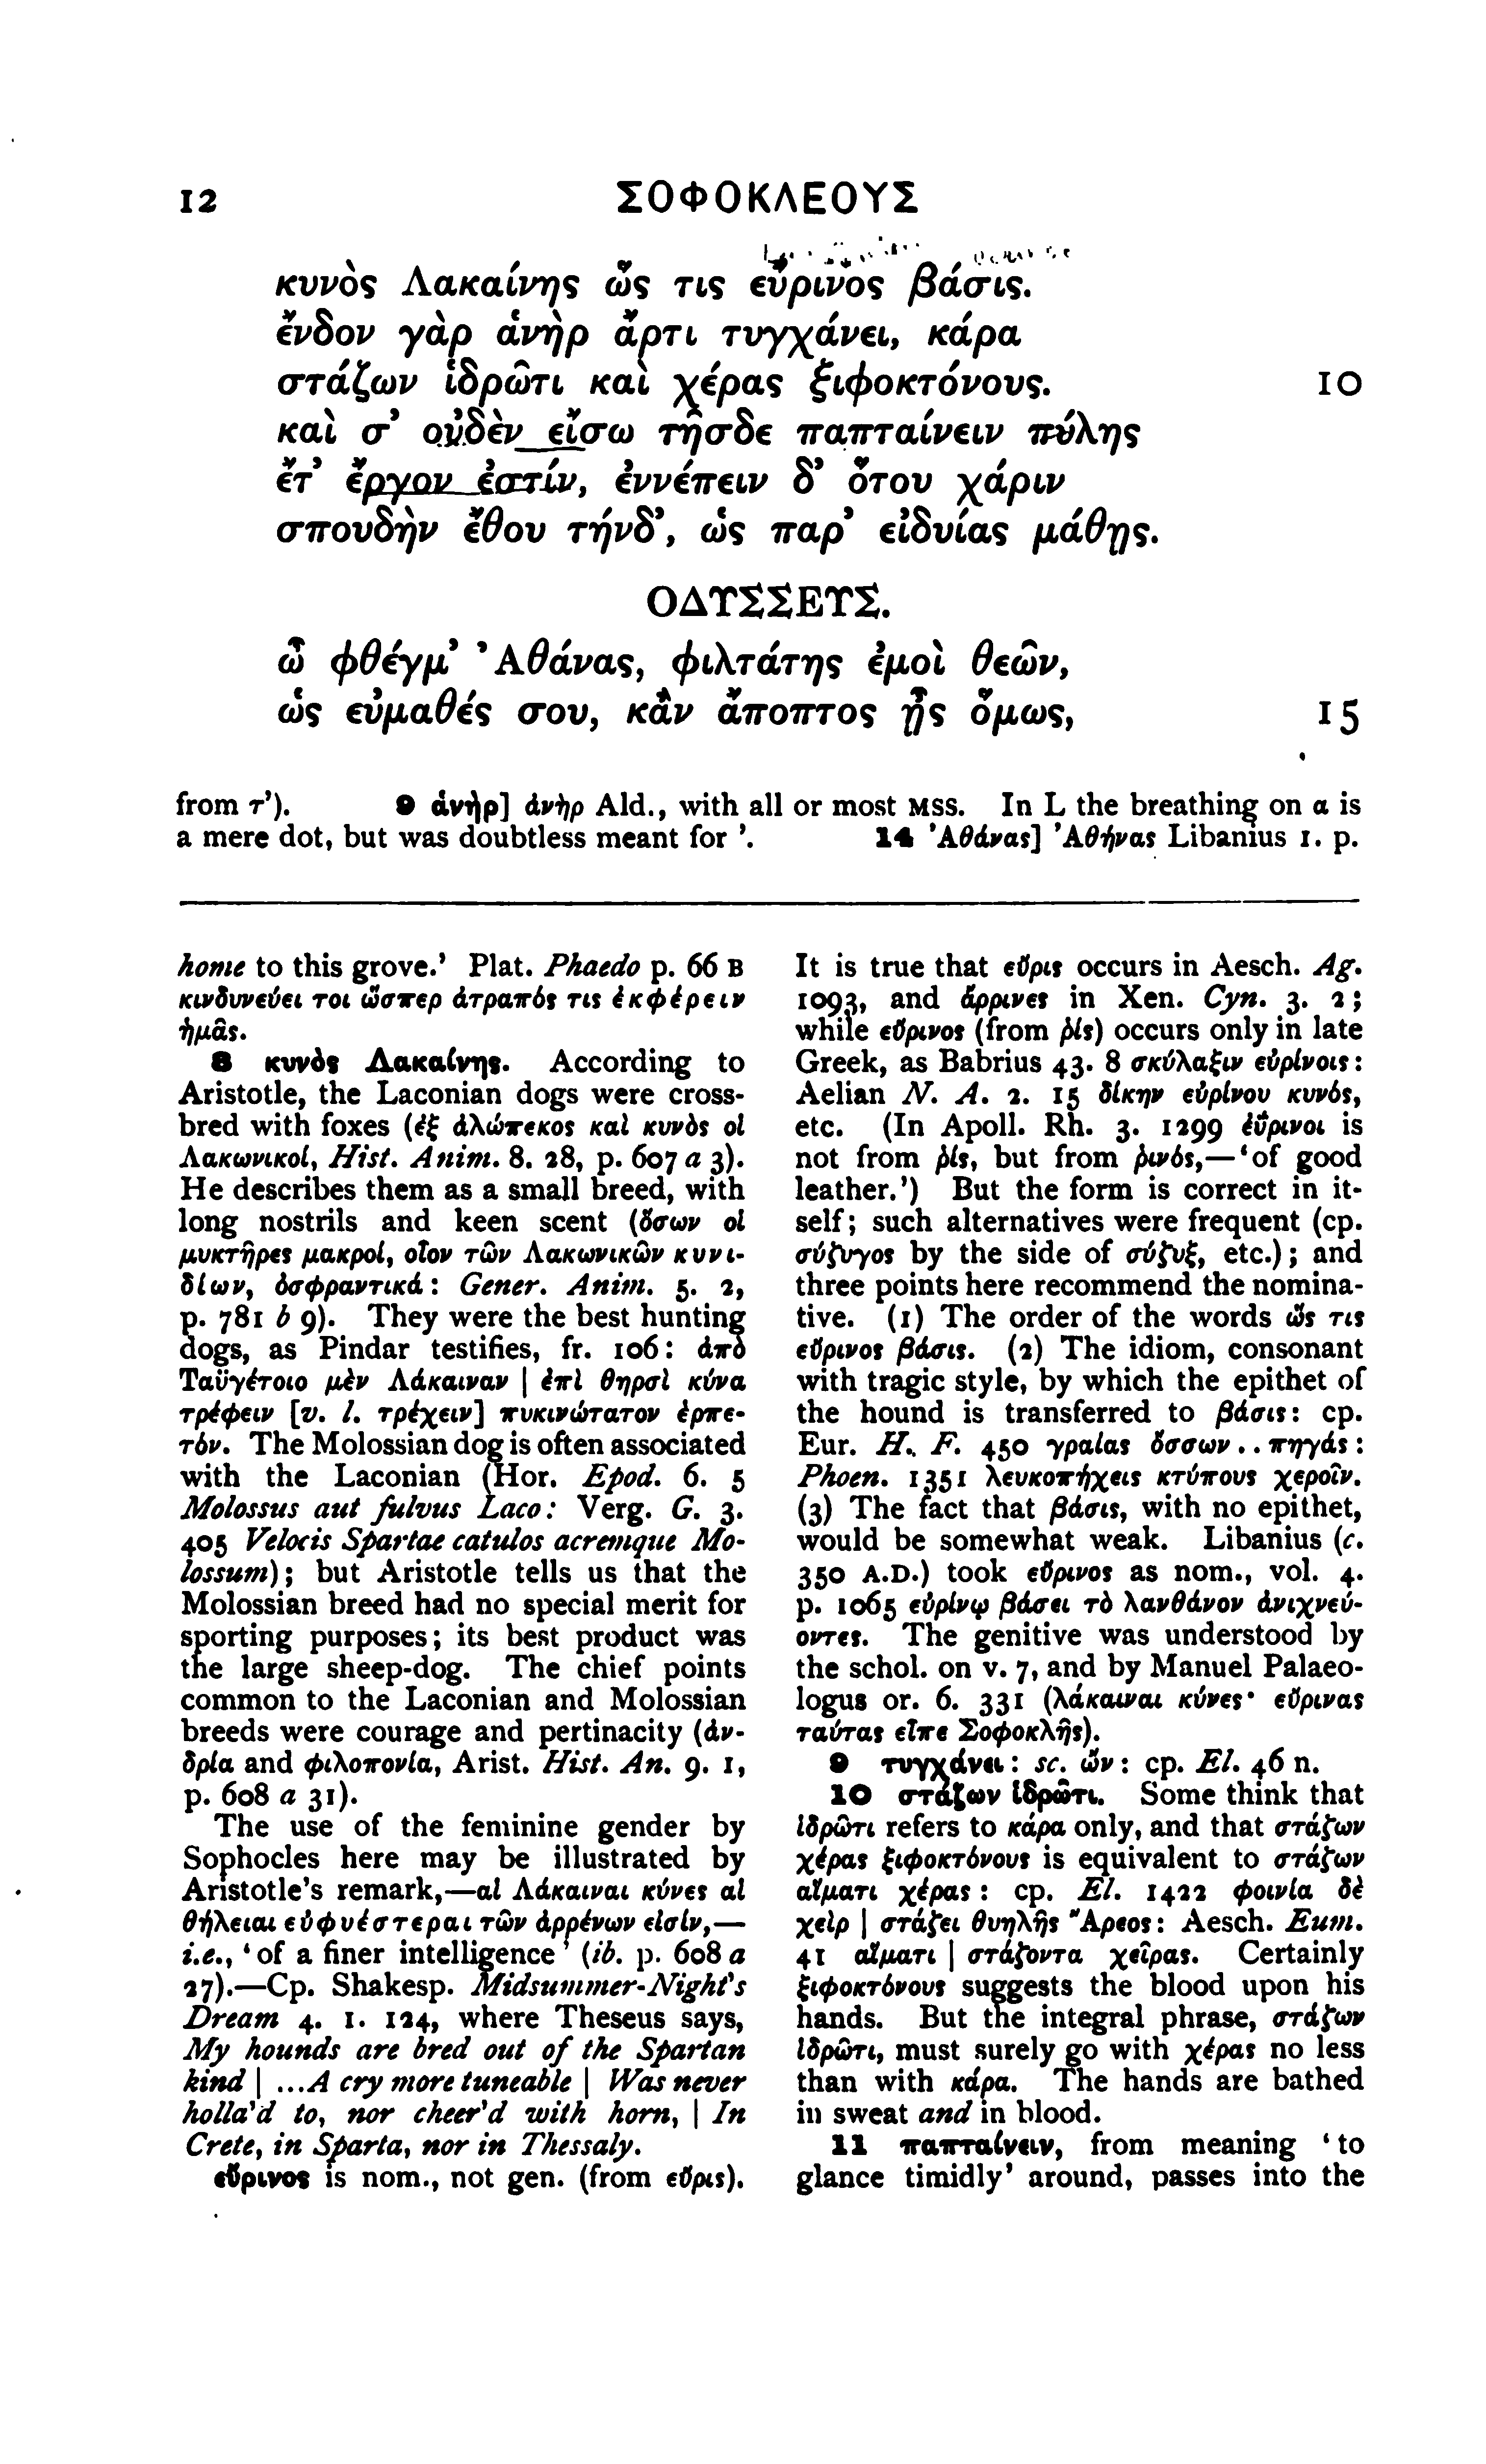 12
ΣΟΦΟΚΛΕΟΥΣ
κυνὸς Λακαίνης ὥς τις εὔρινος βάσις.
ἔνδον γὰρ ἁνὴρ ἄρτι τυγχάνει, κάρα
στάζων ἱδρῶτι καὶ χέρας ξιφοκτόνους. 10
καὶ σ’ οὐδὲν εἴσω τῆσδε παπταίνειν πύλης
ἔτ’ ἔργον ἐστίν, ἐννέπειν δ’ ὅτου χάριν
σπουδὴν ἔθου τήνδ’, ὡς παρ’ εἰδυίας μάθῃς.
ΟΔΥΣΣΕΥΣ.
ὦ φθέγμ’ Ἀθάνας, φιλτάτης ἐμοὶ θεῶν,
ὡς εὐμαθές σου, κἂν ἄποπτος ᾖς ὅμως, 15
from τ’). 9 ἁνὴρ] ἀνὴρ Ald., with all or most MSS. In L the breathing on α is
a mere dot, but was doubtless meant for ’. 14 Ἀθάνας] Ἀθήνας Libanius 1. p.
home to this grove.’ Plat. Phaedo p. 66 B
κινδυνεύει τοι ὥσπερ ἀτραπός τις ἐκφέρειν
ἡμᾶς.
8 κυνὸς Λακαίνης. According to
Aristotle, the Laconian dogs were cross-
bred with foxes (ἐξ ἀλώπεκος καὶ κυνὸς οἱ
Λακωνικοί, Hist. Anim. 8. 28, p. 607 a 3).
He describes them as a small breed, with
long nostrils and keen scent (ὅσων οἱ
μυκτῆρες μακροί, οἷον τῶν Λακωνικῶν κυνι-
δίων, ὀσφραντικά: Gener. Anim. 5. 2,
p. 781 b 9). They were the best hunting
dogs, as Pindar testifies, fr. 106: ἀπὸ
Ταϋγέτοιο μὲν Λάκαιναν | ἐπὶ θηρσὶ κύνα
τρέφειν [v. l. τρέχειν] πυκινώτατον ἑρπε-
τόν. The Molossian dog is often associated
with the Laconian (Hor. Epod. 6. 5
Molossus aut fulvus Laco: Verg. G. 3.
405 Velocis Spartae catulos acremque Mo-
lossum); but Aristotle tells us that the
Molossian breed had no special merit for
sporting purposes; its best product was
the large sheep-dog. The chief points
common to the Laconian and Molossian
breeds were courage and pertinacity (ἀν-
δρία and φιλοπονία, Arist. Hist. An. 9. 1,
p. 608 a 31).
The use of the feminine gender by
Sophocles here may be illustrated by
Aristotle’s remark,—αἱ Λάκαιναι κύνες αἱ
θήλειαι εὐφυέστεραι τῶν ἀρρένων εἰσίν,—
i.e., ‘of a finer intelligence’ (ib. p. 608 a
27).—Cp. Shakesp. Midsummer-Night’s
Dream 4. 1. 124, where Theseus says,
My hounds are bred out of the Spartan
kind | ...A cry more tuneable | Was never
holla’d to, nor cheer’d with horn, | In
Crete, in Sparta, nor in Thessaly.
εὔρινος is nom., not gen. (from εὔρις).
It is true that εὔρις occurs in Aesch. Ag.
1093, and ἄρρινες in Xen. Cyn. 3. 2;
while εὔρινος (from ῥίς) occurs only in late
Greek, as Babrius 43. 8 σκύλαξιν εὐρίνοις:
Aelian N. A. 2. 15 δίκην εὐρίνου κυνός,
etc. (In Apoll. Rh. 3. 1299 ἐΰρινοι is
not from ῥίς, but from ῥινός,—‘of good
leather.’) But the form is correct in it-
self; such alternatives were frequent (cp.
σύζυγος by the side of σύζυξ, etc.); and
three points here recommend the nomina-
tive. (1) The order of the words ὥς τις
εὔρινος βάσις. (2) The idiom, consonant
with tragic style, by which the epithet of
the hound is transferred to βάσις: cp.
Eur. H. F. 450 γραίας ὄσσων..πηγάς:
Phoen. 1351 λευκοπήχεις κτύπους χεροῖν.
(3) The fact that βάσις, with no epithet,
would be somewhat weak. Libanius (c.
350 A.D.) took εὔρινος as nom., vol. 4.
p. 1065 εὐρίνῳ βάσει τὸ λανθάνον ἀνιχνεύ-
οντες. The genitive was understood by
the schol. on v. 7, and by Manuel Palaeo-
logus or. 6. 331 (λάκαιναι κύνες· εὔρινας
ταύτας εἶπε Σοφοκλῆς).
9 τυγχάνει: sc. ὤν: cp. El. 46 n.
10 στάζων ἱδρῶτι. Some think that
ἱδρῶτι refers to κάρα only, and that στάζων
χέρας ξιφοκτόνους is equivalent to στάζων
αἵματι χέρας: cp. El. 1422 φοινία δὲ
χεὶρ | στάζει θυηλῆς Ἄρεος: Aesch. Eum.
41 αἵματι | στάζοντα χεῖρας. Certainly
ξιφοκτόνους suggests the blood upon his
hands. But the integral phrase, στάζων
ἱδρῶτι, must surely go with χέρας no less
than with κάρα. The hands are bathed
in sweat and in blood.
11 παπταίνειν, from meaning ‘to
glance timidly’ around, passes into the